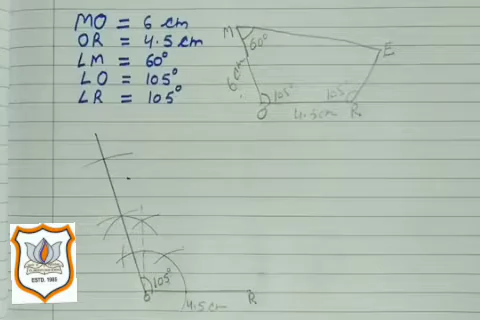 MO = 6 cm
OR = 4.5 cm
∠M = 60°
∠O = 105°
∠R = 105°
M
60°
E
6 cm
105°
105°
O
4.5 cm
R
105°
O
4.5 cm
R
ESTD. 1985